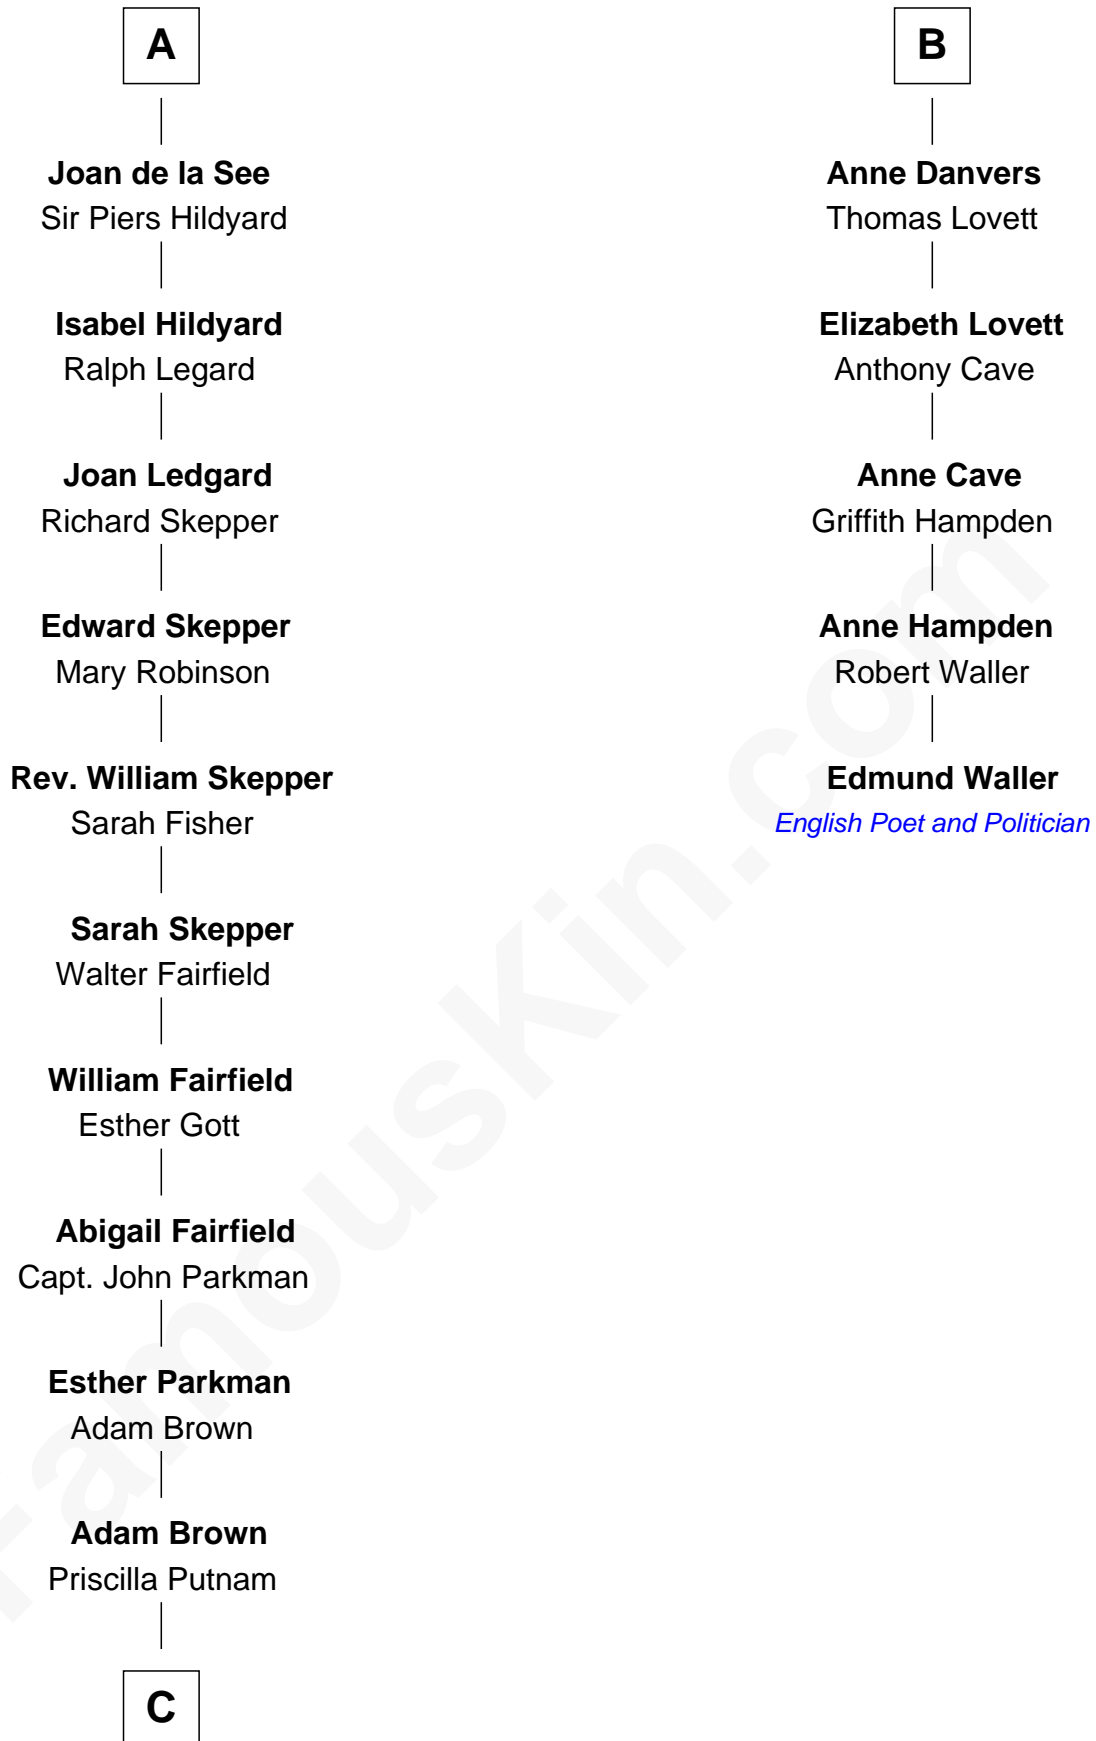 A
Joan de la See
Sir Piers Hildyard
Isabel Hildyard
Ralph Legard
Joan Ledgard
Richard Skepper
Edward Skepper
Mary Robinson
Rev. William Skepper
Sarah Fisher
Sarah Skepper
Walter Fairfield
William Fairfield
Esther Gott
Abigail Fairfield
Capt. John Parkman
Esther Parkman
Adam Brown
Adam Brown
Priscilla Putnam
C
B
Anne Danvers
Thomas Lovett
Elizabeth Lovett
Anthony Cave
Anne Cave
Griffith Hampden
Anne Hampden
Robert Waller
Edmund Waller
English Poet and Politician
FamousKin.com